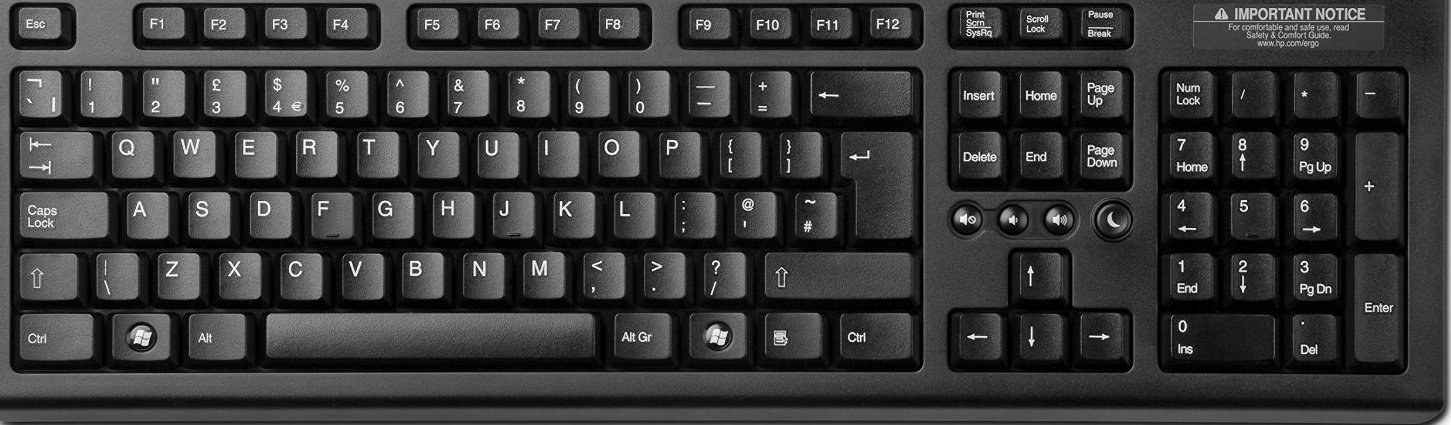 Esc F1 F2 F3 F4 F5 F6 F7 F8 F9 F10 F11 F12 Print Scrn SysRq Scroll Lock Pause Break
⚠ IMPORTANT NOTICE
For comfortable and safe use, read
Safety & Comfort Guide.
www.hp.com/ergo
¬ ` | ! 1 " 2 £ 3 $ 4 € % 5 ^ 6 & 7 * 8 ( 9 ) 0 — – + = ← Insert Home Page Up Num Lock / * –
⇤ ⇥ Q W E R T Y U I O P { [ } ] ↵ Delete End Page Down 7 Home 8 ↑ 9 Pg Up +
Caps Lock A S D F G H J K L : ; @ ' ~ # 4 ← 5 6 →
⇧ | \ Z X C V B N M < , > . ? / ⇧ ↑ 1 End 2 ↓ 3 Pg Dn Enter
Ctrl Alt Alt Gr Ctrl ← ↓ → 0 Ins . Del